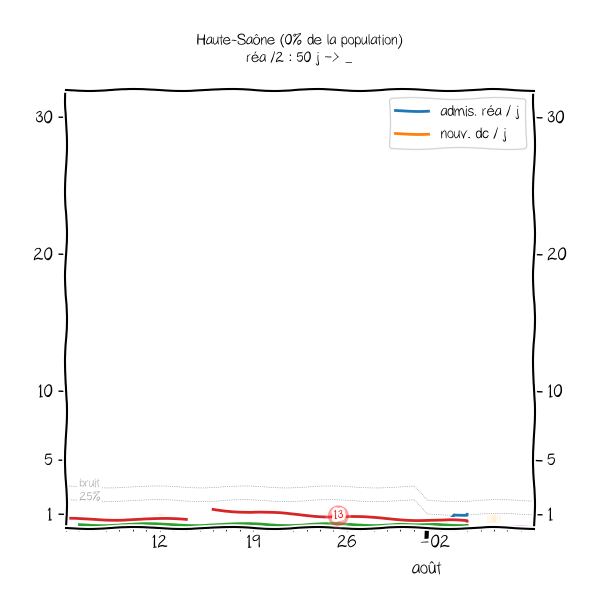 Haute-Saône (0% de la population)
réa /2 : 50 j -> _
admis. réa / j
nouv. dc / j
30
30
20
20
10
10
5
5
bruit
25%
1
13
1
12
19
26
02
août